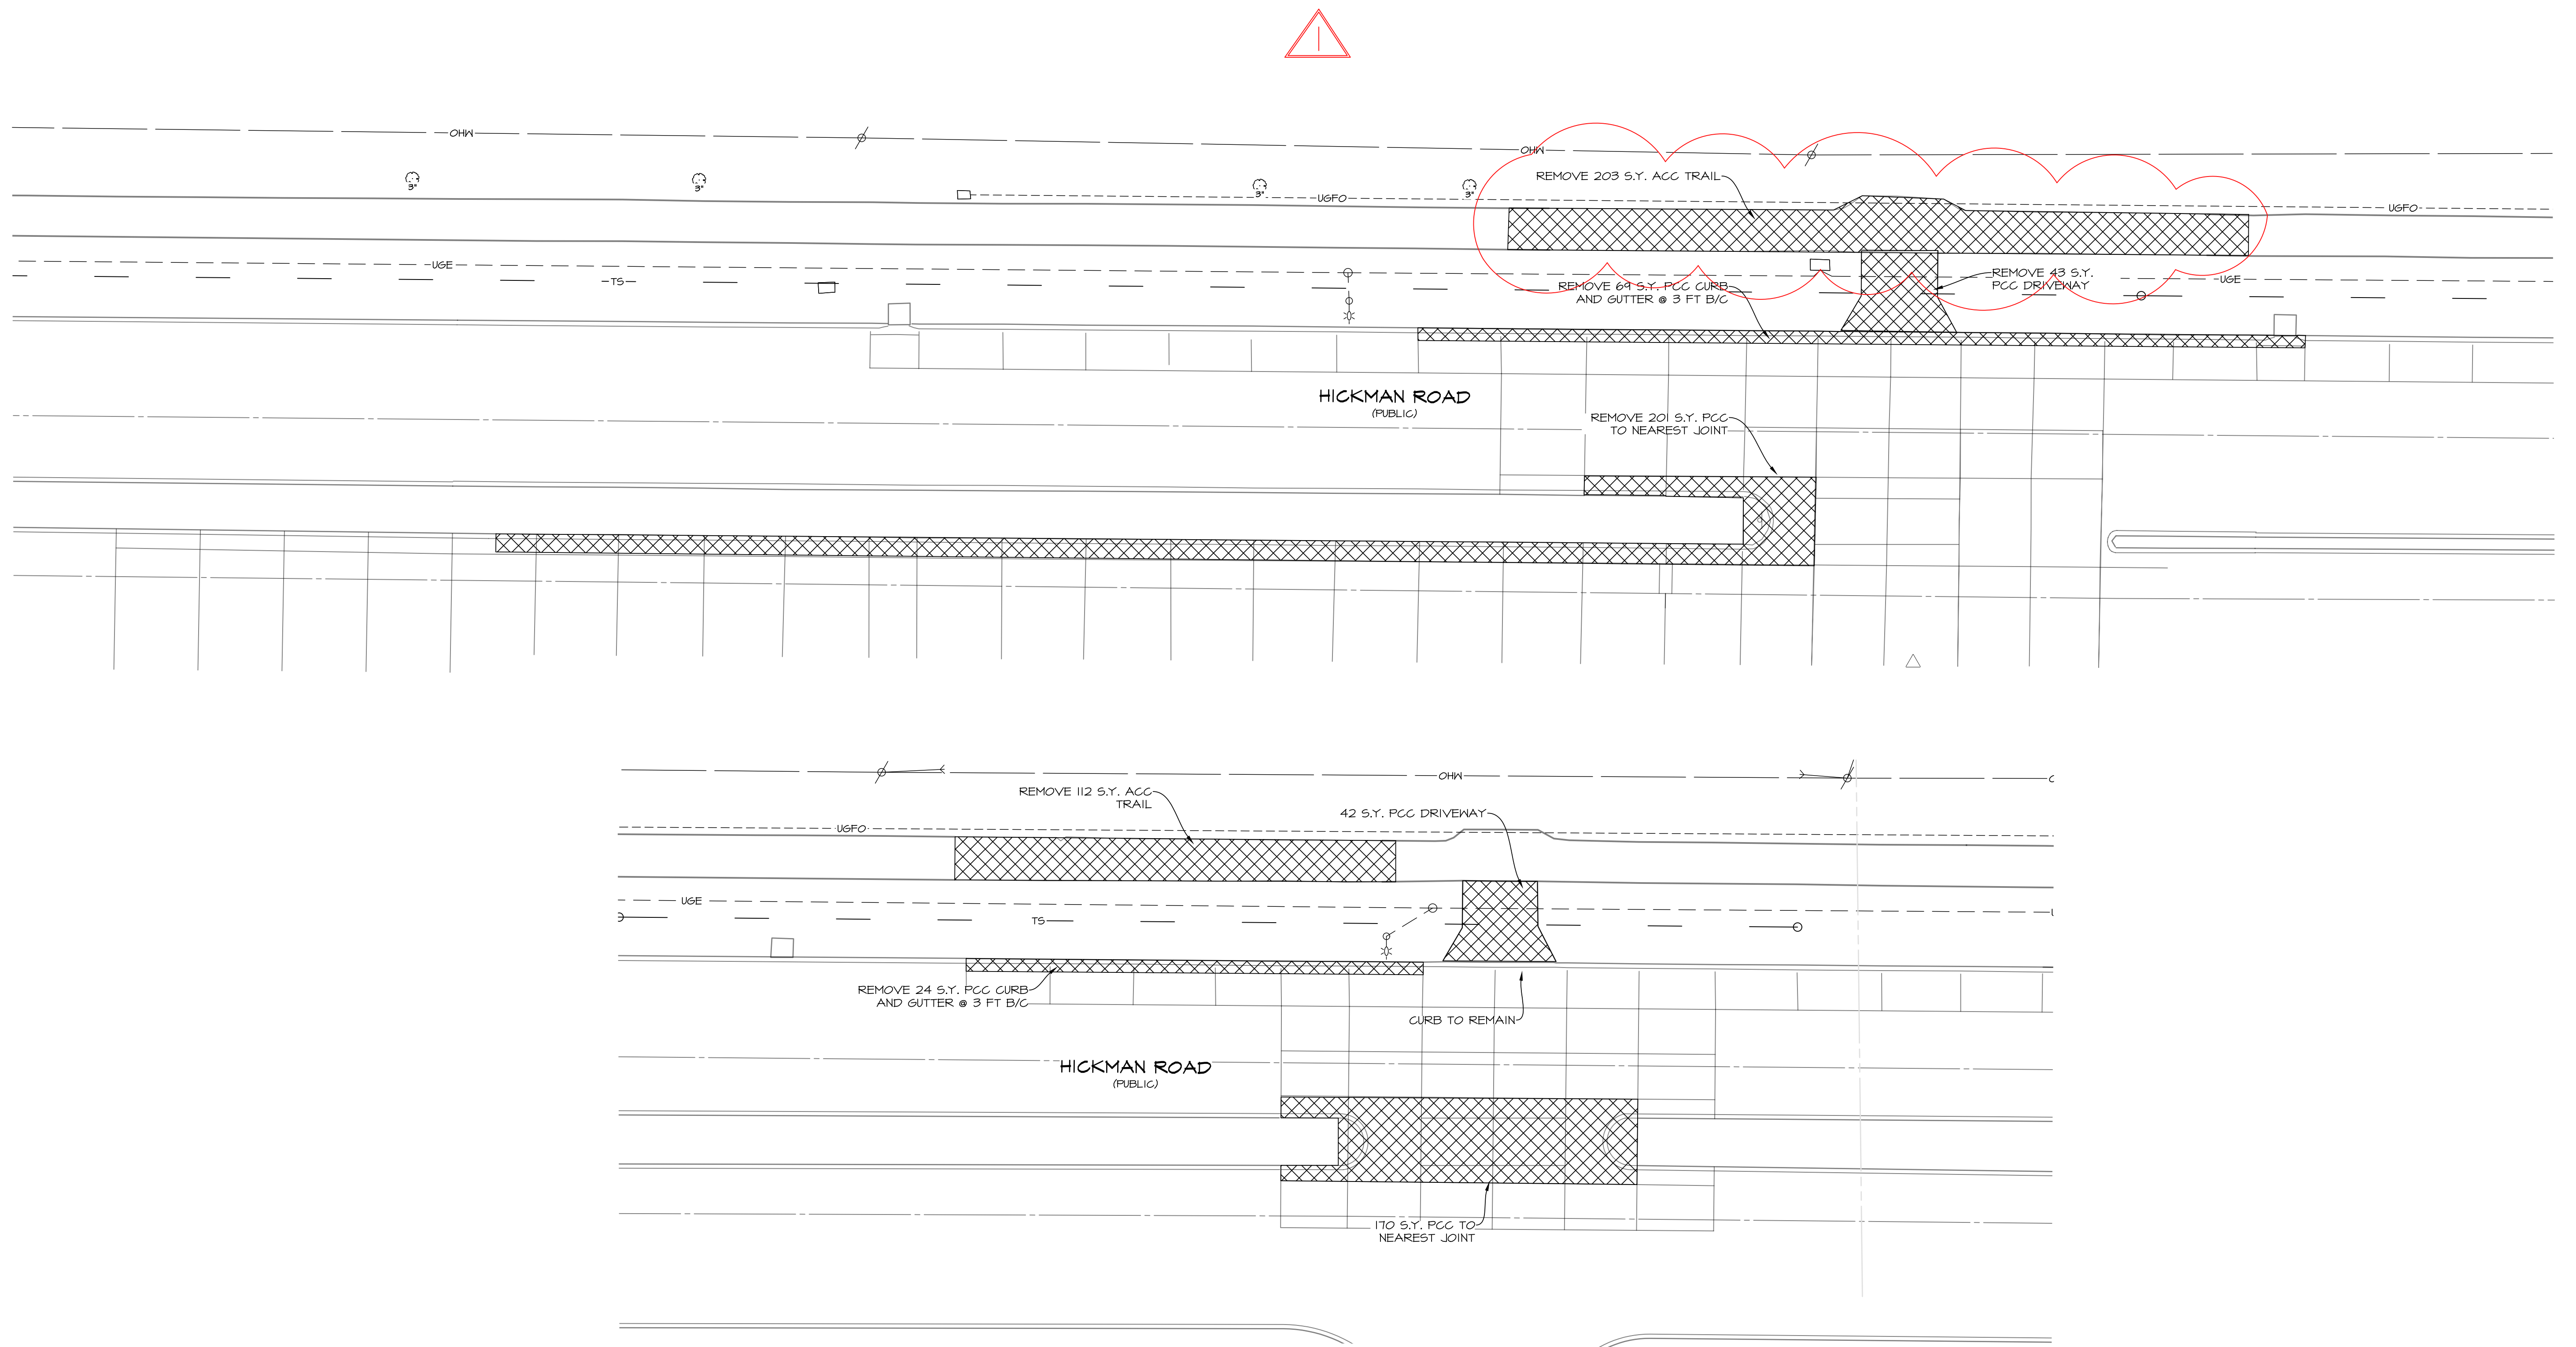 1
OHW
OHW
3"
3"
3"
3"
REMOVE 203 S.Y. ACC TRAIL
UGFO
UGFO
UGE
TS
REMOVE 43 S.Y.
PCC DRIVEWAY
UGE
REMOVE 69 S.Y. PCC CURB
AND GUTTER @ 3 FT B/C
HICKMAN ROAD
(PUBLIC)
REMOVE 201 S.Y. PCC
TO NEAREST JOINT
OHW
REMOVE 112 S.Y. ACC
TRAIL
42 S.Y. PCC DRIVEWAY
UGFO
UGE
TS
REMOVE 24 S.Y. PCC CURB
AND GUTTER @ 3 FT B/C
CURB TO REMAIN
HICKMAN ROAD
(PUBLIC)
170 S.Y. PCC TO
NEAREST JOINT